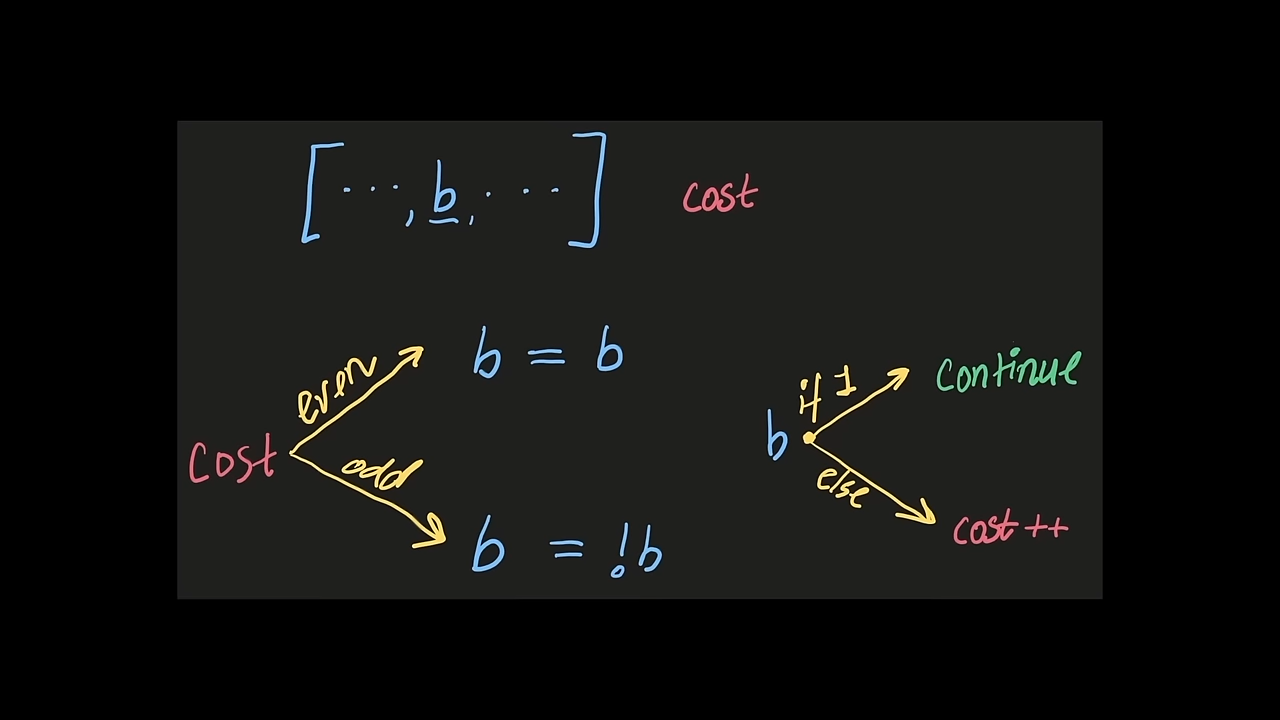 [..., b, ...] cost
even b = b
if 1 continue
b
cost odd
else
b = !b cost ++